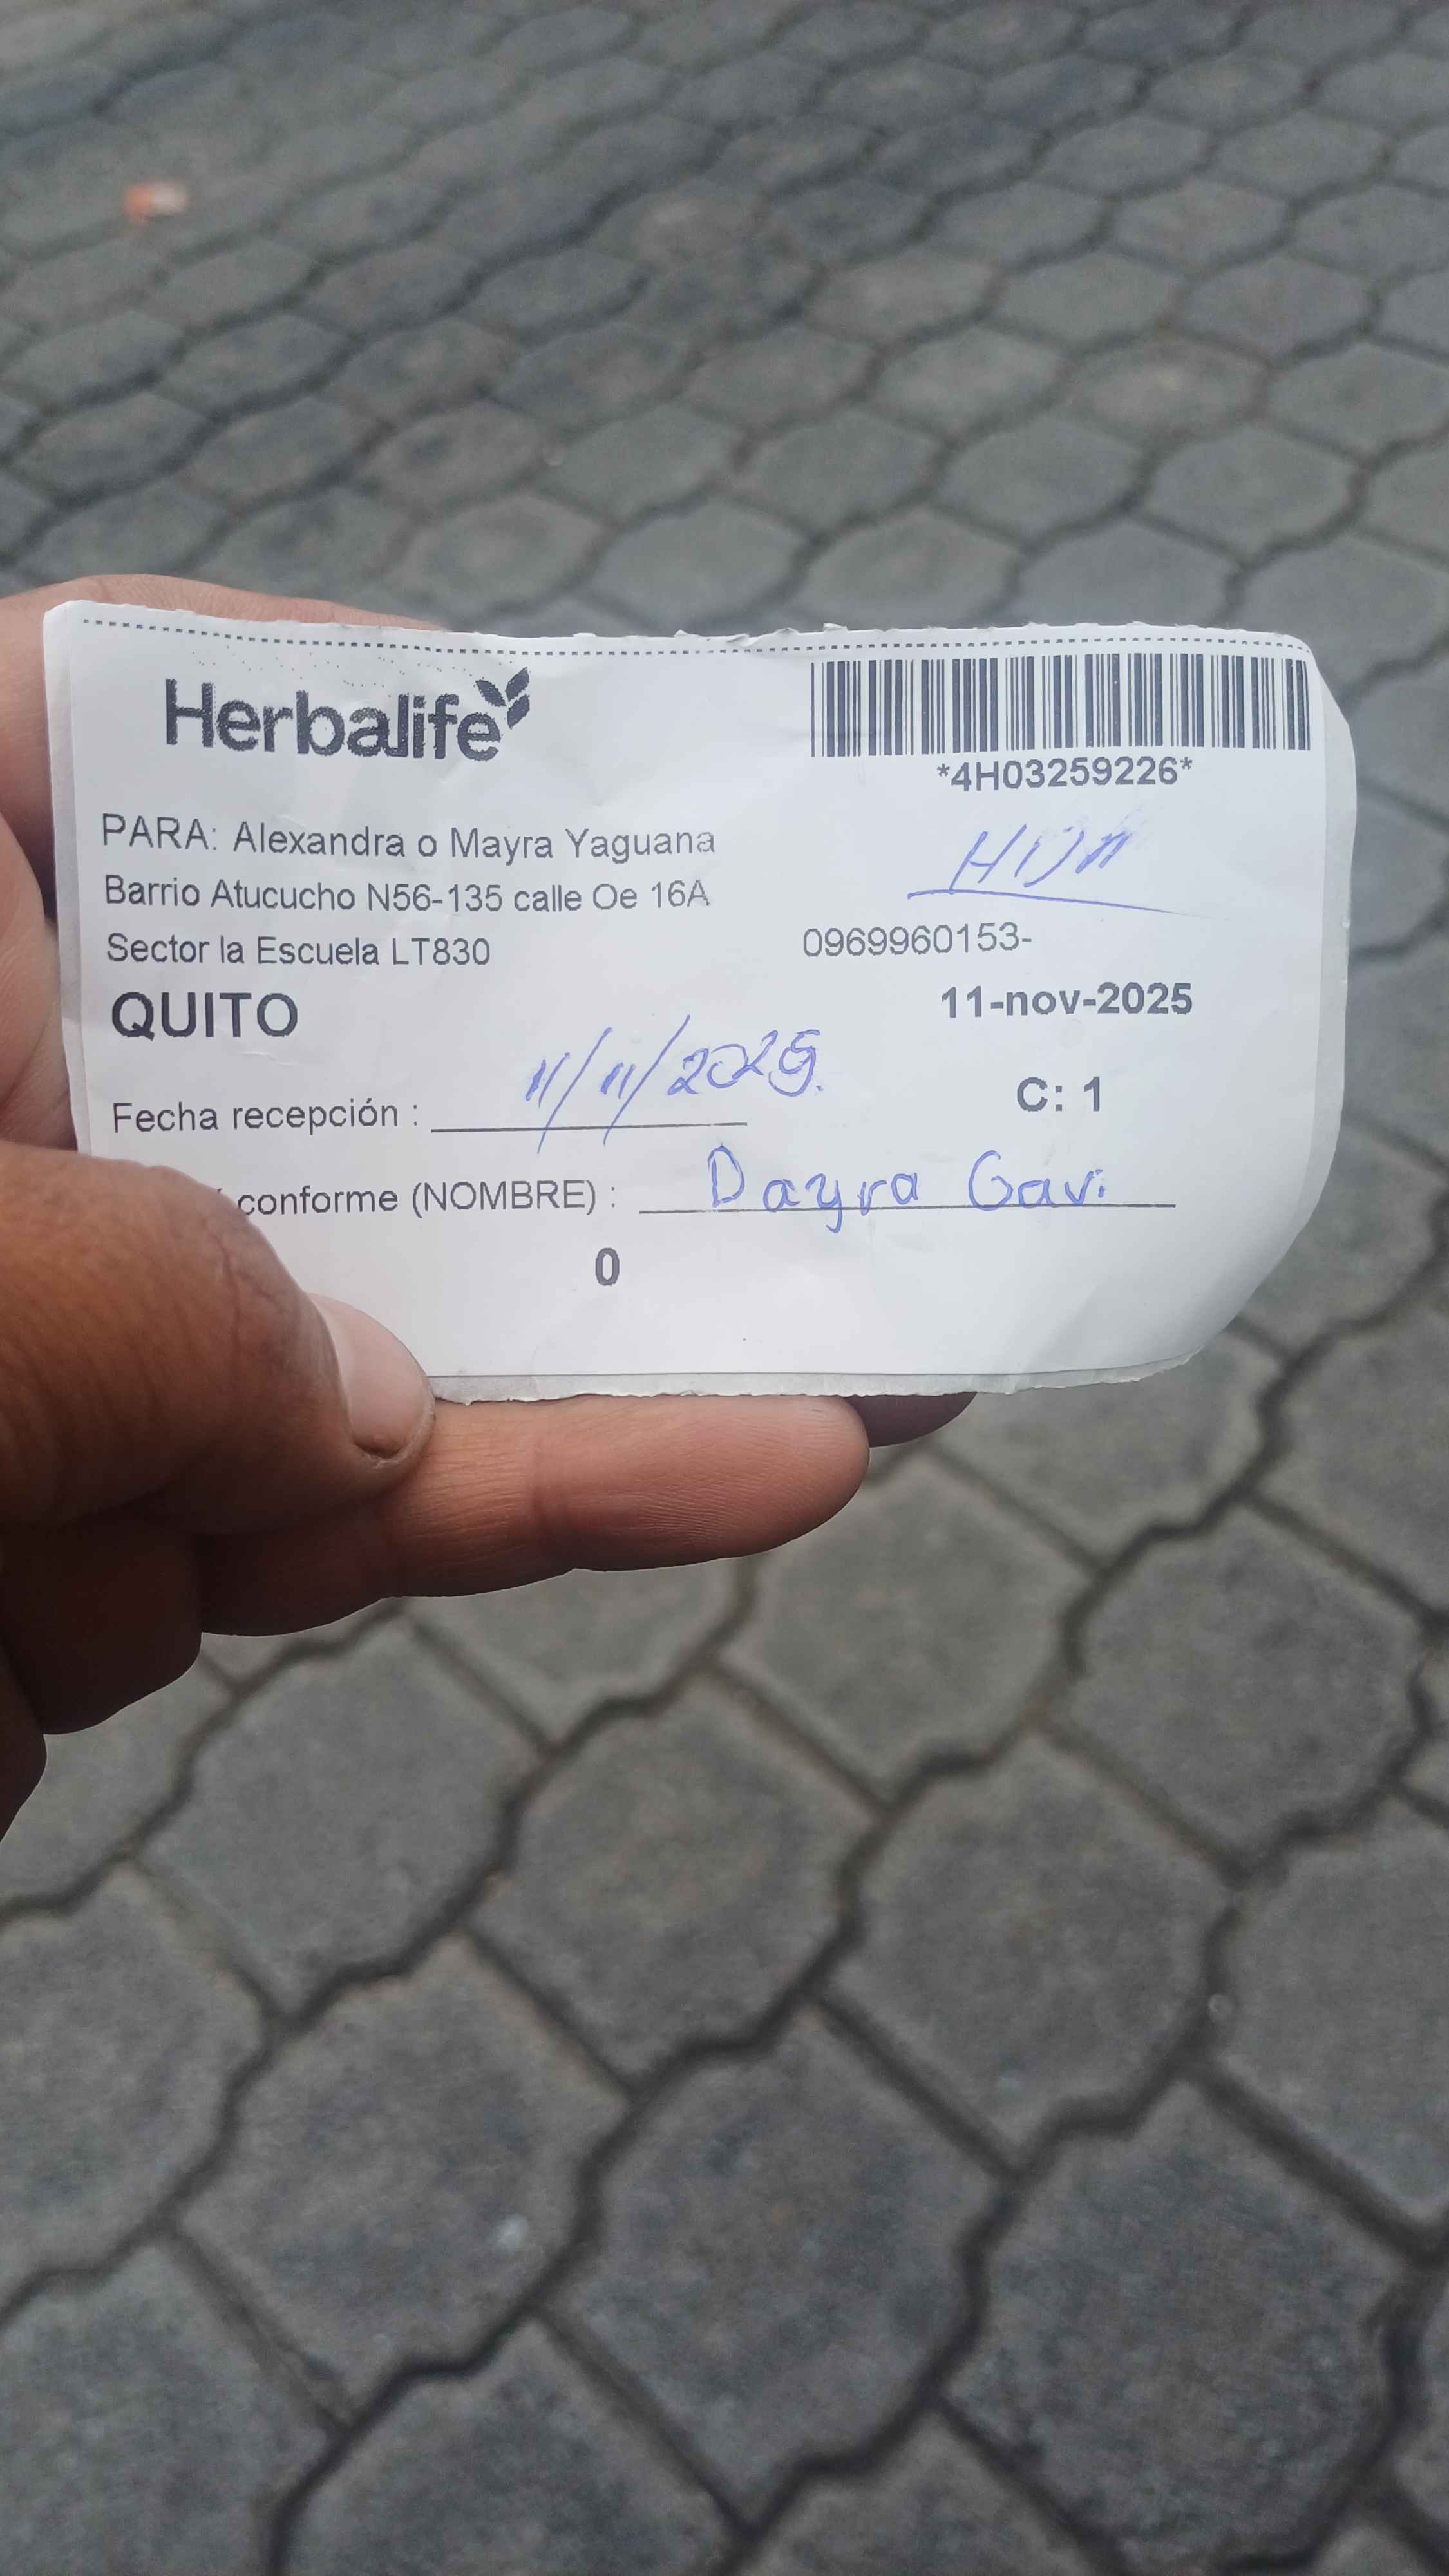 Herbalife
*4H03259226*
PARA: Alexandra o Mayra Yaguana
Barrio Atucucho N56-135 calle Oe 16A
Sector la Escuela LT830
0969960153-
QUITO
11-nov-2025
11/11/2025.
C: 1
Fecha recepción :
conforme (NOMBRE) : Dayra Gavi
0